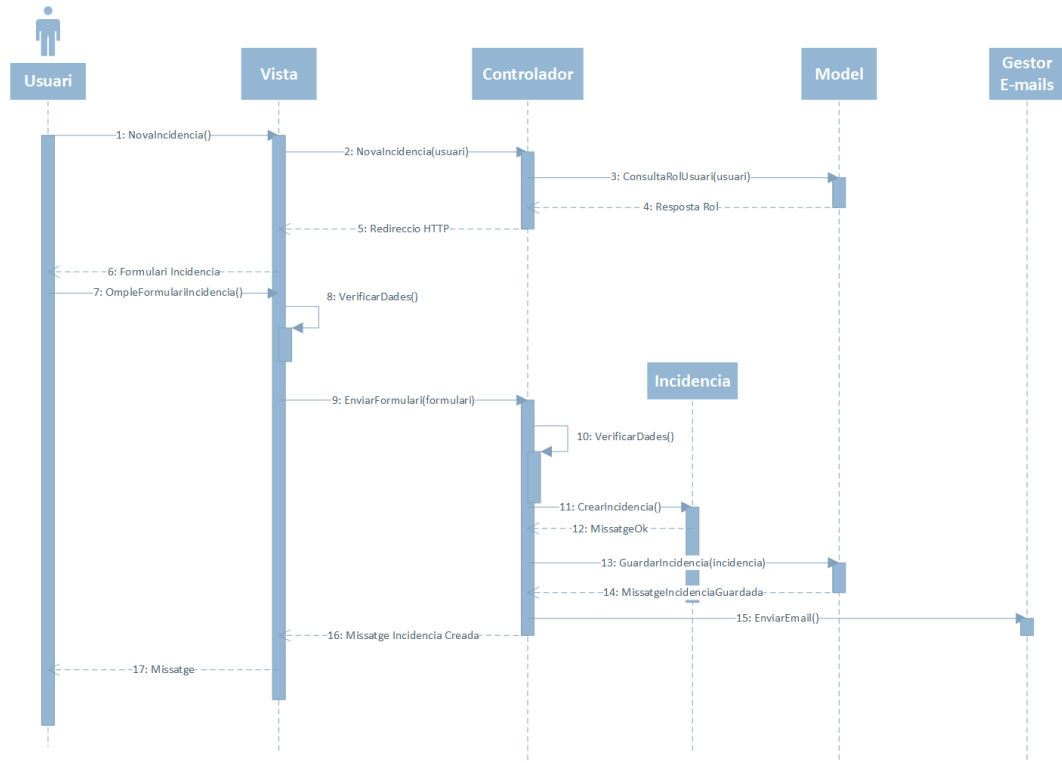 Usuari
Vista
Controlador
Model
Gestor
E-mails
1: NovaIncidencia()
2: NovaIncidencia(usuari)
3: ConsultaRolUsuari(usuari)
4: Resposta Rol
5: Redireccio HTTP
6: Formulari Incidencia
7: OmpleFormulariIncidencia()
8: VerificarDades()
Incidencia
9: EnviarFormulari(formulari)
10: VerificarDades()
11: CrearIncidencia()
12: MissatgeOk
13: GuardarIncidencia(incidencia)
14: MissatgeIncidenciaGuardada
15: EnviarEmail()
16: Missatge Incidencia Creada
17: Missatge